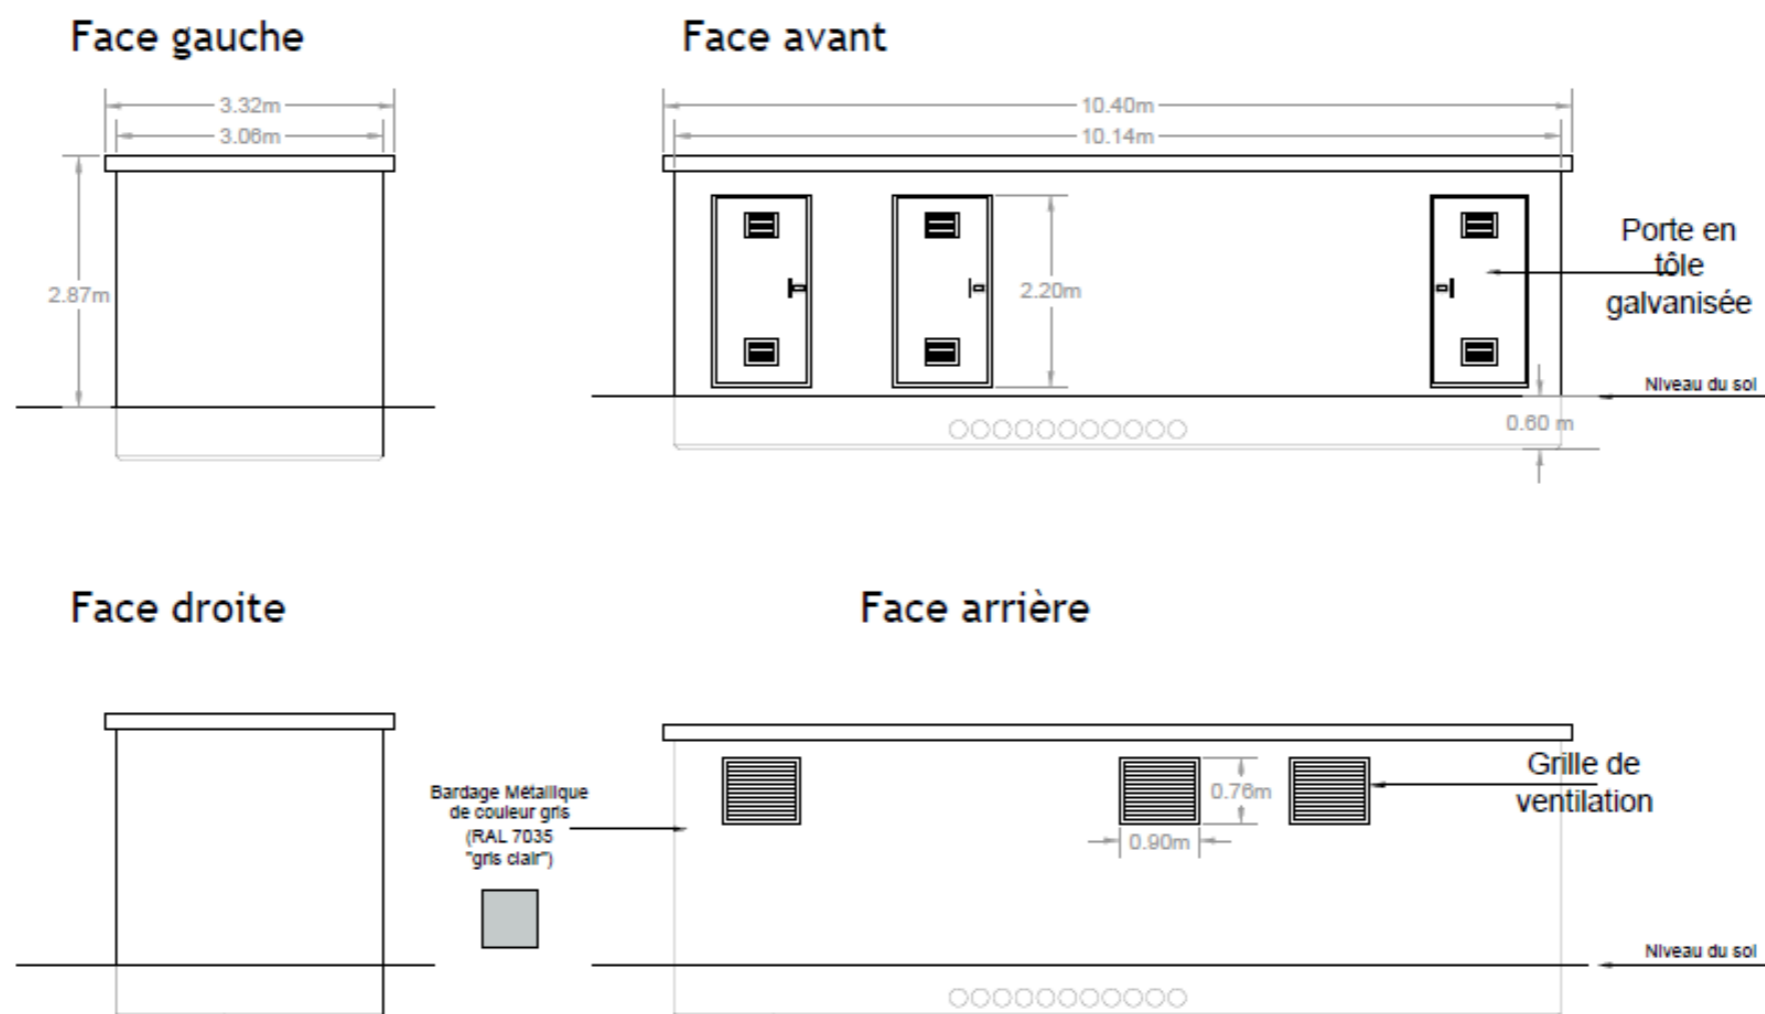 Face gauche
Face avant
3.32m
3.06m
10.40m
10.14m
2.87m
2.20m
Porte en
tôle
galvanisée
Niveau du sol
0.60 m
Face droite
Face arrière
Bardage Métallique
de couleur gris
(RAL 7035
"gris clair")
0.76m
0.90m
Grille de
ventilation
Niveau du sol